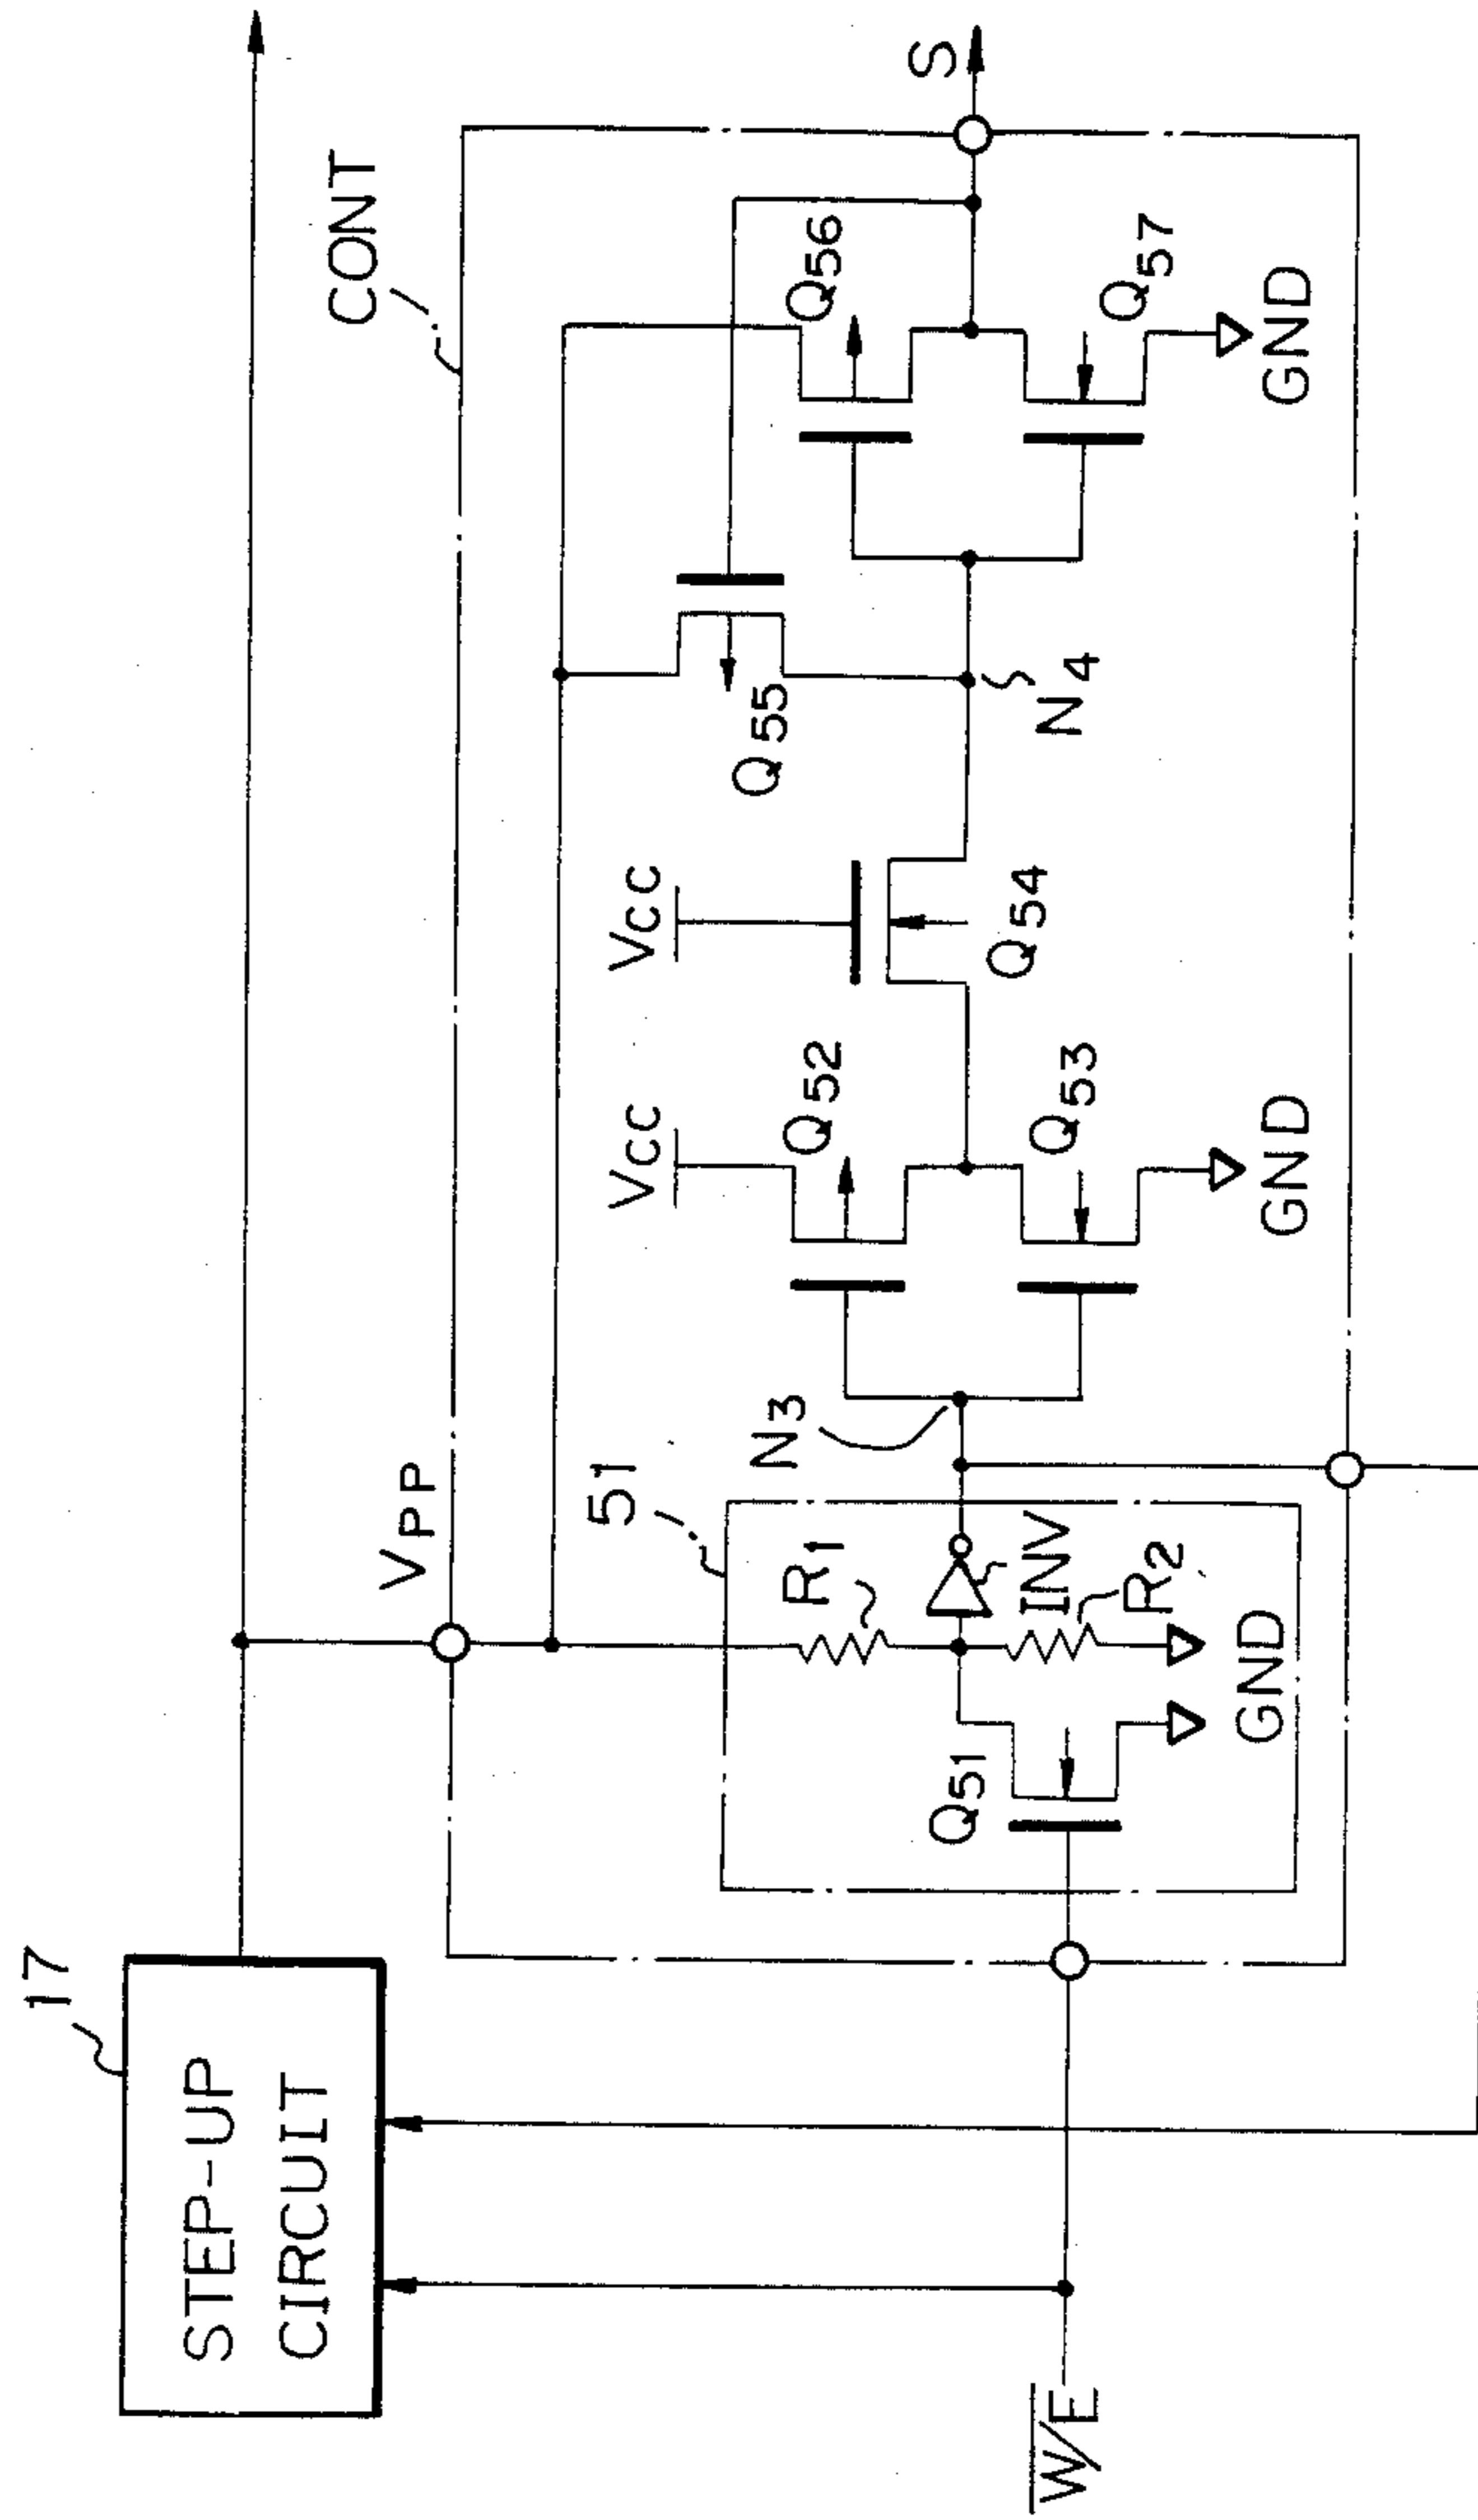 17
STEP-UP
CIRCUIT
VPP
CONT
51
VCC
VCC
S
N3
R1
Q52
Q55
Q56
Q51
INV
Q53
Q54
N4
Q57
R2
GND
GND
GND
W/E